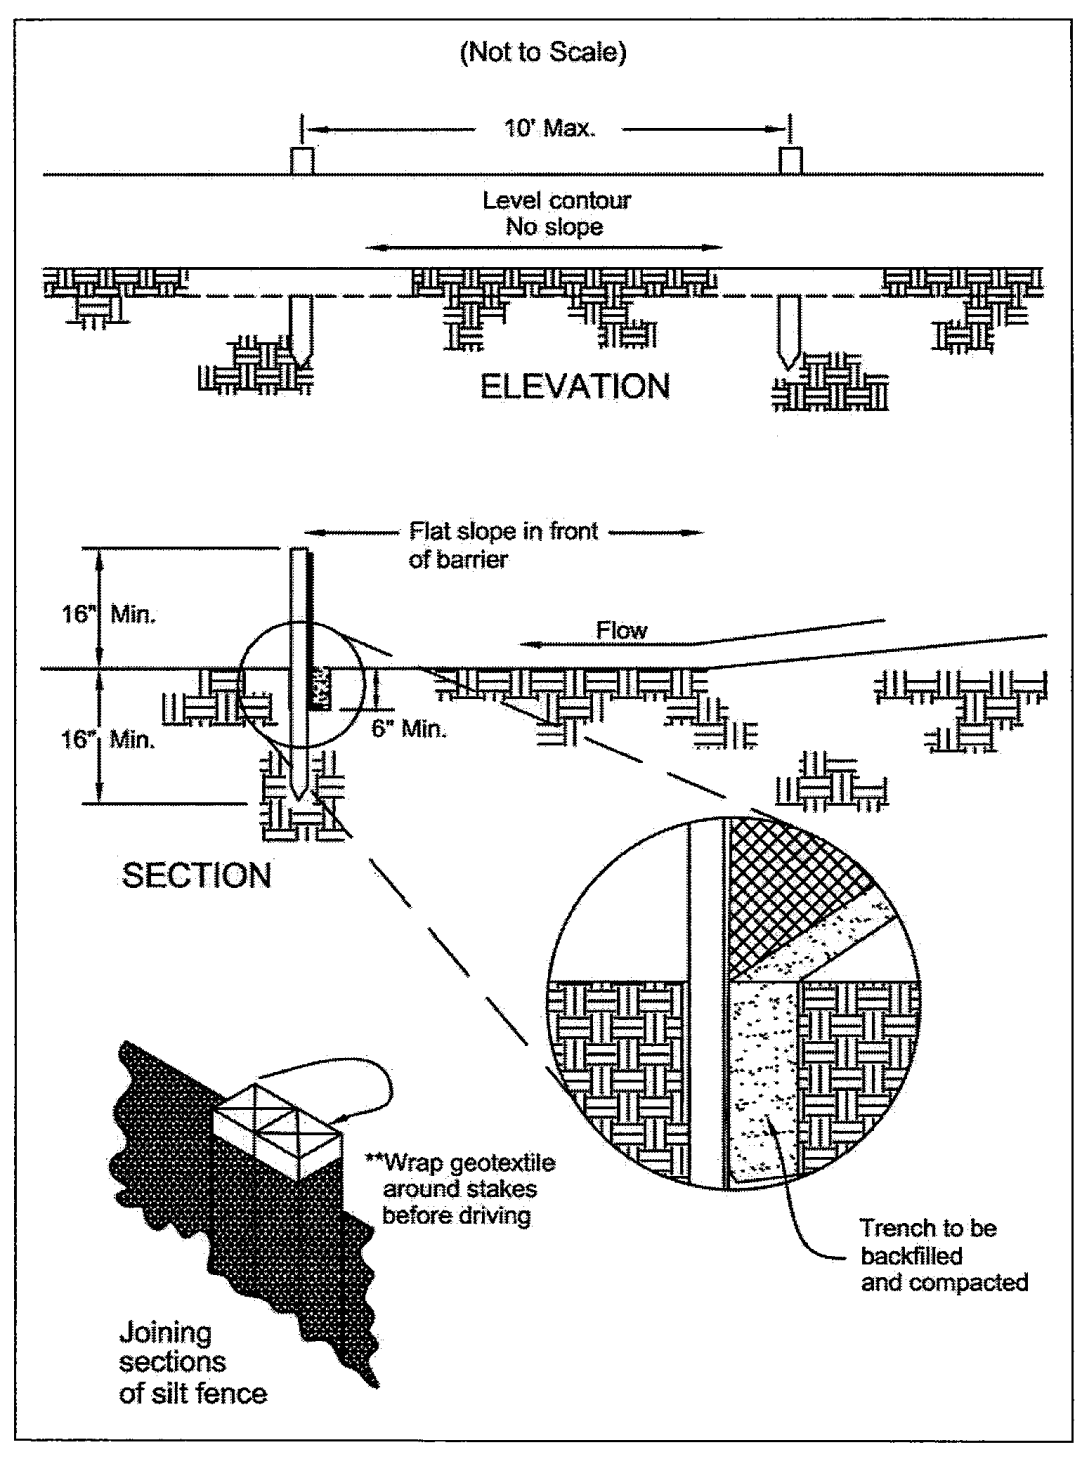 (Not to Scale)
10' Max.
Level contour
No slope
ELEVATION
Flat slope in front
of barrier
16" Min.
Flow
16" Min.
6" Min.
SECTION
**Wrap geotextile
around stakes
before driving
Trench to be
backfilled
and compacted
Joining
sections
of silt fence